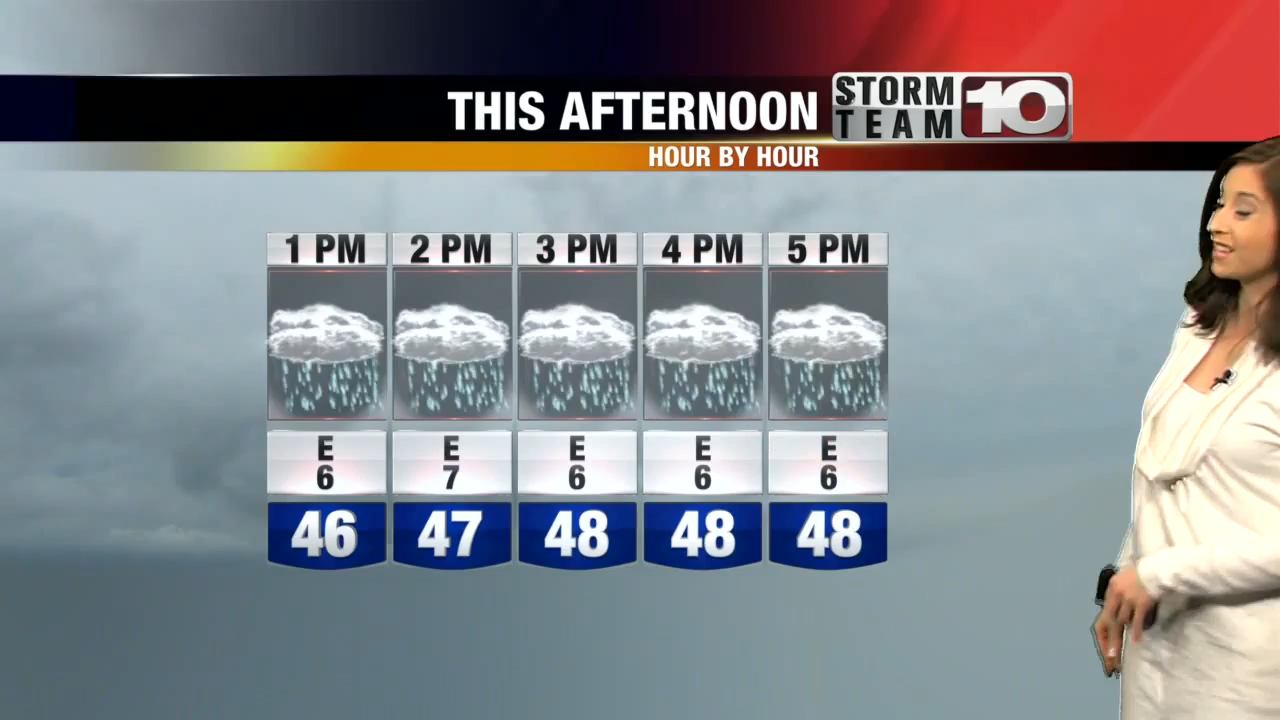 THIS AFTERNOON
STORM
TEAM
10
HOUR BY HOUR
1 PM 2 PM 3 PM 4 PM 5 PM
E E E E E
6 7 6 6 6
46 47 48 48 48